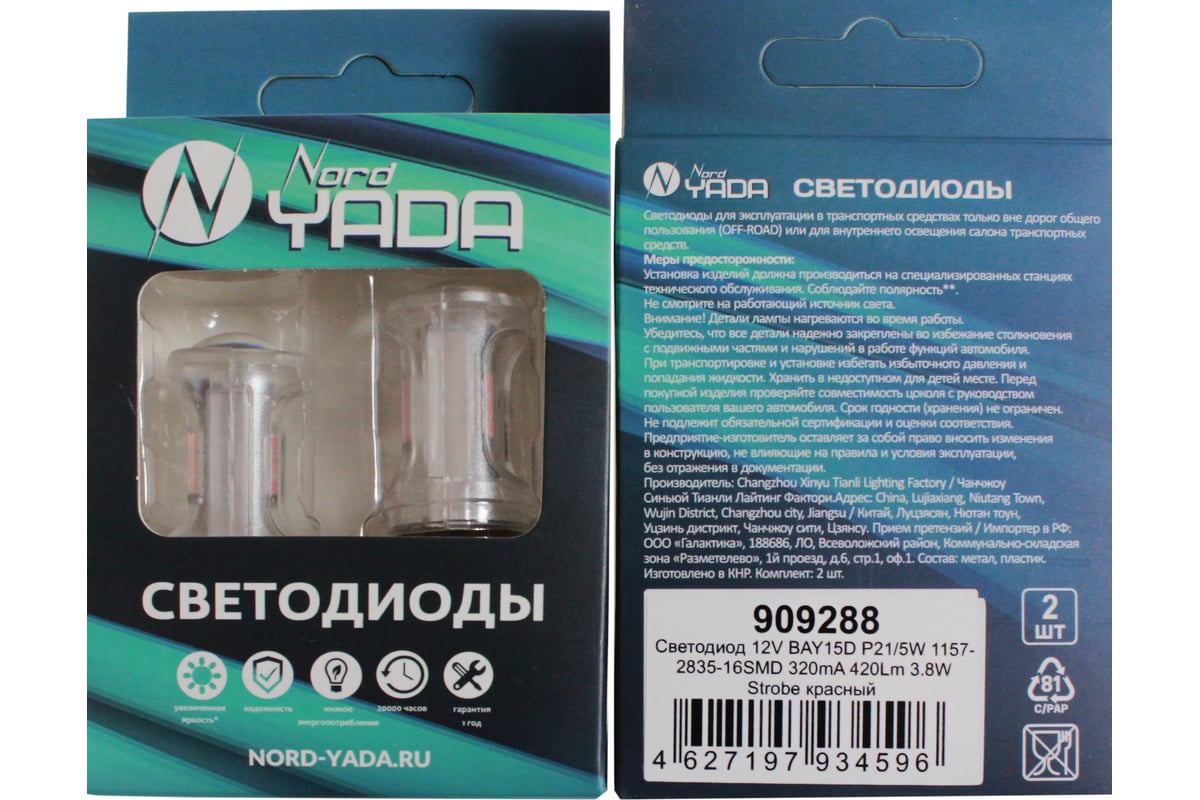 Nord
YADA
СВЕТОДИОДЫ
увеличенная
яркость*
надежность
низкое
энергопотребление
20000 часов
гарантия
1 год
NORD-YADA.RU
Nord
YADA СВЕТОДИОДЫ
Светодиоды для эксплуатации в транспортных средствах только вне дорог общего
пользования (OFF-ROAD) или для внутреннего освещения салона транспортных
средств.
Меры предосторожности:
Установка изделий должна производиться на специализированных станциях
технического обслуживания. Соблюдайте полярность**.
Не смотрите на работающий источник света.
Внимание! Детали лампы нагреваются во время работы.
Убедитесь, что все детали надежно закреплены во избежание столкновения
с подвижными частями и нарушений в работе функций автомобиля.
При транспортировке и установке избегать избыточного давления и
попадания жидкости. Хранить в недоступном для детей месте. Перед
покупкой изделия проверяйте совместимость цоколя с руководством
пользователя вашего автомобиля. Срок годности (хранения) не ограничен.
Не подлежит обязательной сертификации и оценки соответствия.
Предприятие-изготовитель оставляет за собой право вносить изменения
в конструкцию, не влияющие на правила и условия эксплуатации,
без отражения в документации.
Производитель: Changzhou Xinyu Tianli Lighting Factory / Чанчжоу
Синьюй Тианли Лайтинг Фактори.Адрес: China, Lujiaxiang, Niutang Town,
Wujin District, Changzhou city, Jiangsu / Китай, Луцзясян, Нютан тоун,
Уцзинь дистрикт, Чанчжоу сити, Цзянсу. Прием претензий / Импортер в РФ:
ООО «Галактика», 188686, ЛО, Всеволожский район, Коммунально-складская
зона «Разметелево», 1й проезд, д.6, стр.1, оф.1. Состав: метал, пластик.
Изготовлено в КНР. Комплект: 2 шт.
909288
Светодиод 12V BAY15D P21/5W 1157-
2835-16SMD 320mA 420Lm 3.8W
Strobe красный
4 627197 934596
2
ШТ
81
C/PAP